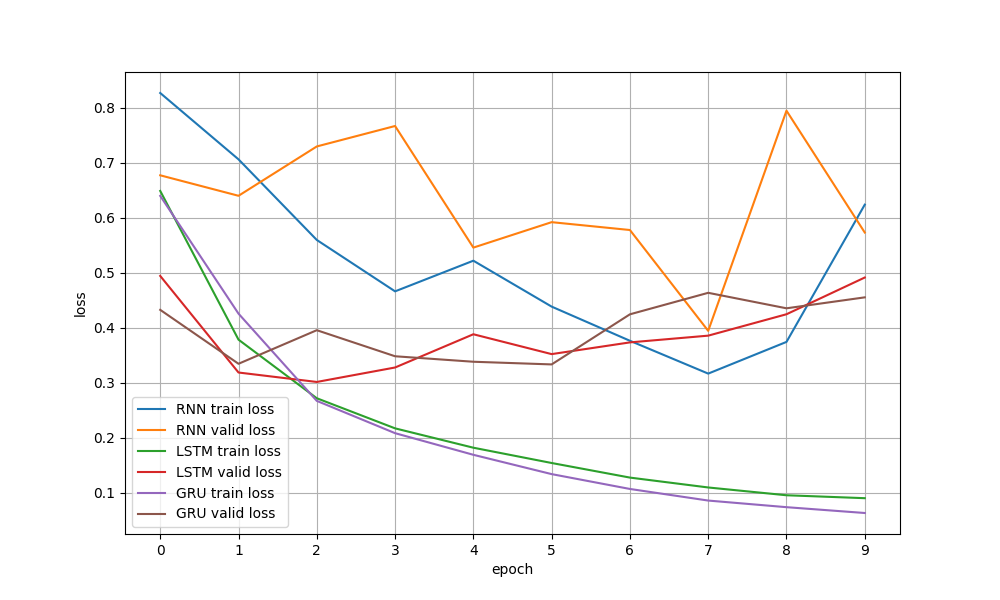 0.8
0.7
0.6
0.5
0.4
0.3
0.2
0.1
loss
RNN train loss
RNN valid loss
LSTM train loss
LSTM valid loss
GRU train loss
GRU valid loss
0 1 2 3 4 5 6 7 8 9
epoch